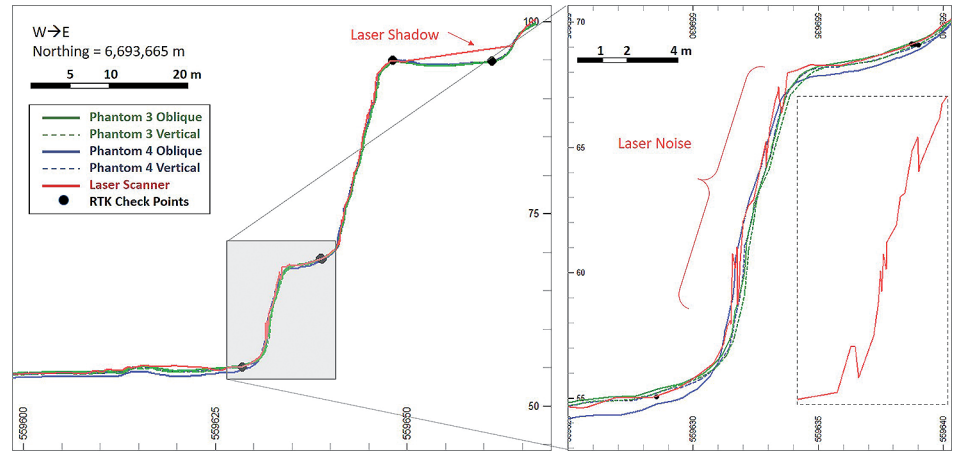 W→E
Northing = 6,693,665 m
5 10 20 m
Phantom 3 Oblique
Phantom 3 Vertical
Phantom 4 Oblique
Phantom 4 Vertical
Laser Scanner
RTK Check Points
Laser Shadow
100
75
50
559600
559625
1 2 4 m
Laser Noise
70
65
60
55
559630
559635
559640